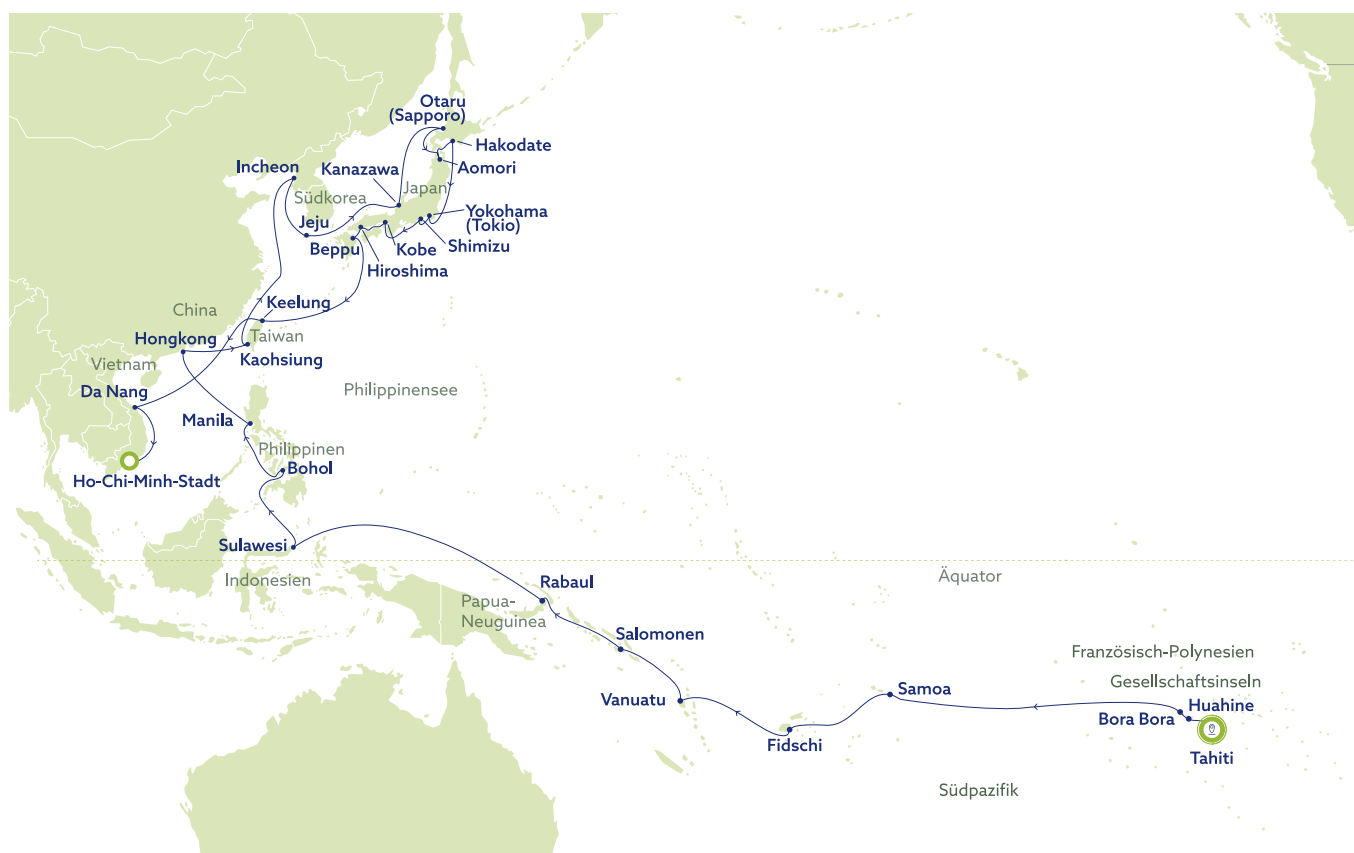 Otaru
(Sapporo)
Hakodate
Aomori
Incheon
Kanazawa
Südkorea
Japan
Jeju
Yokohama
(Tokio)
Shimizu
Beppu
Kobe
Hiroshima
China
Keelung
Hongkong
Taiwan
Kaohsiung
Vietnam
Da Nang
Philippinensee
Manila
Philippinen
Bohol
Ho-Chi-Minh-Stadt
Sulawesi
Indonesien
Äquator
Rabaul
Papua-
Neuguinea
Salomonen
Französisch-Polynesien
Gesellschaftsinseln
Samoa
Vanuatu
Huahine
Bora Bora
Fidschi
Tahiti
Südpazifik